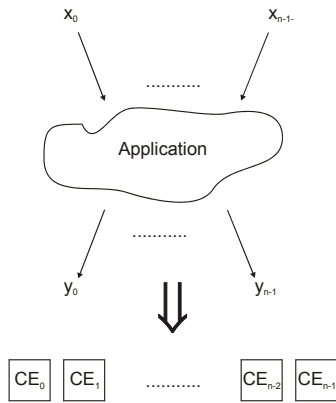 x₀ xₙ₋₁₋
...........
Application
...........
y₀ yₙ₋₁
CE₀ CE₁ ........... CEₙ₋₂ CEₙ₋₁